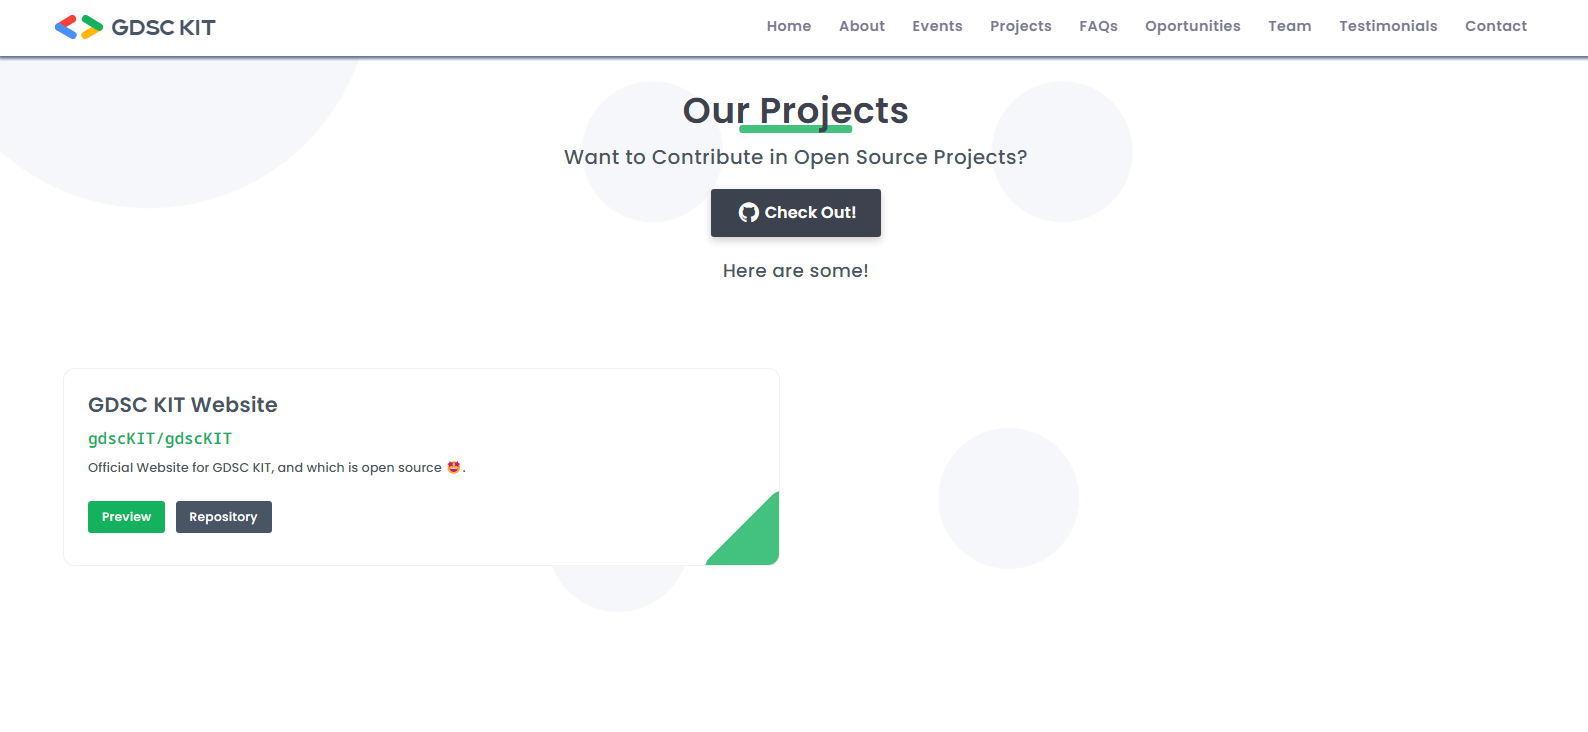 GDSC KIT
Home About Events Projects FAQs Oportunities Team Testimonials Contact
Our Projects
Want to Contribute in Open Source Projects?
Check Out!
Here are some!
GDSC KIT Website
gdscKIT/gdscKIT
Official Website for GDSC KIT, and which is open source 🤩.
Preview Repository